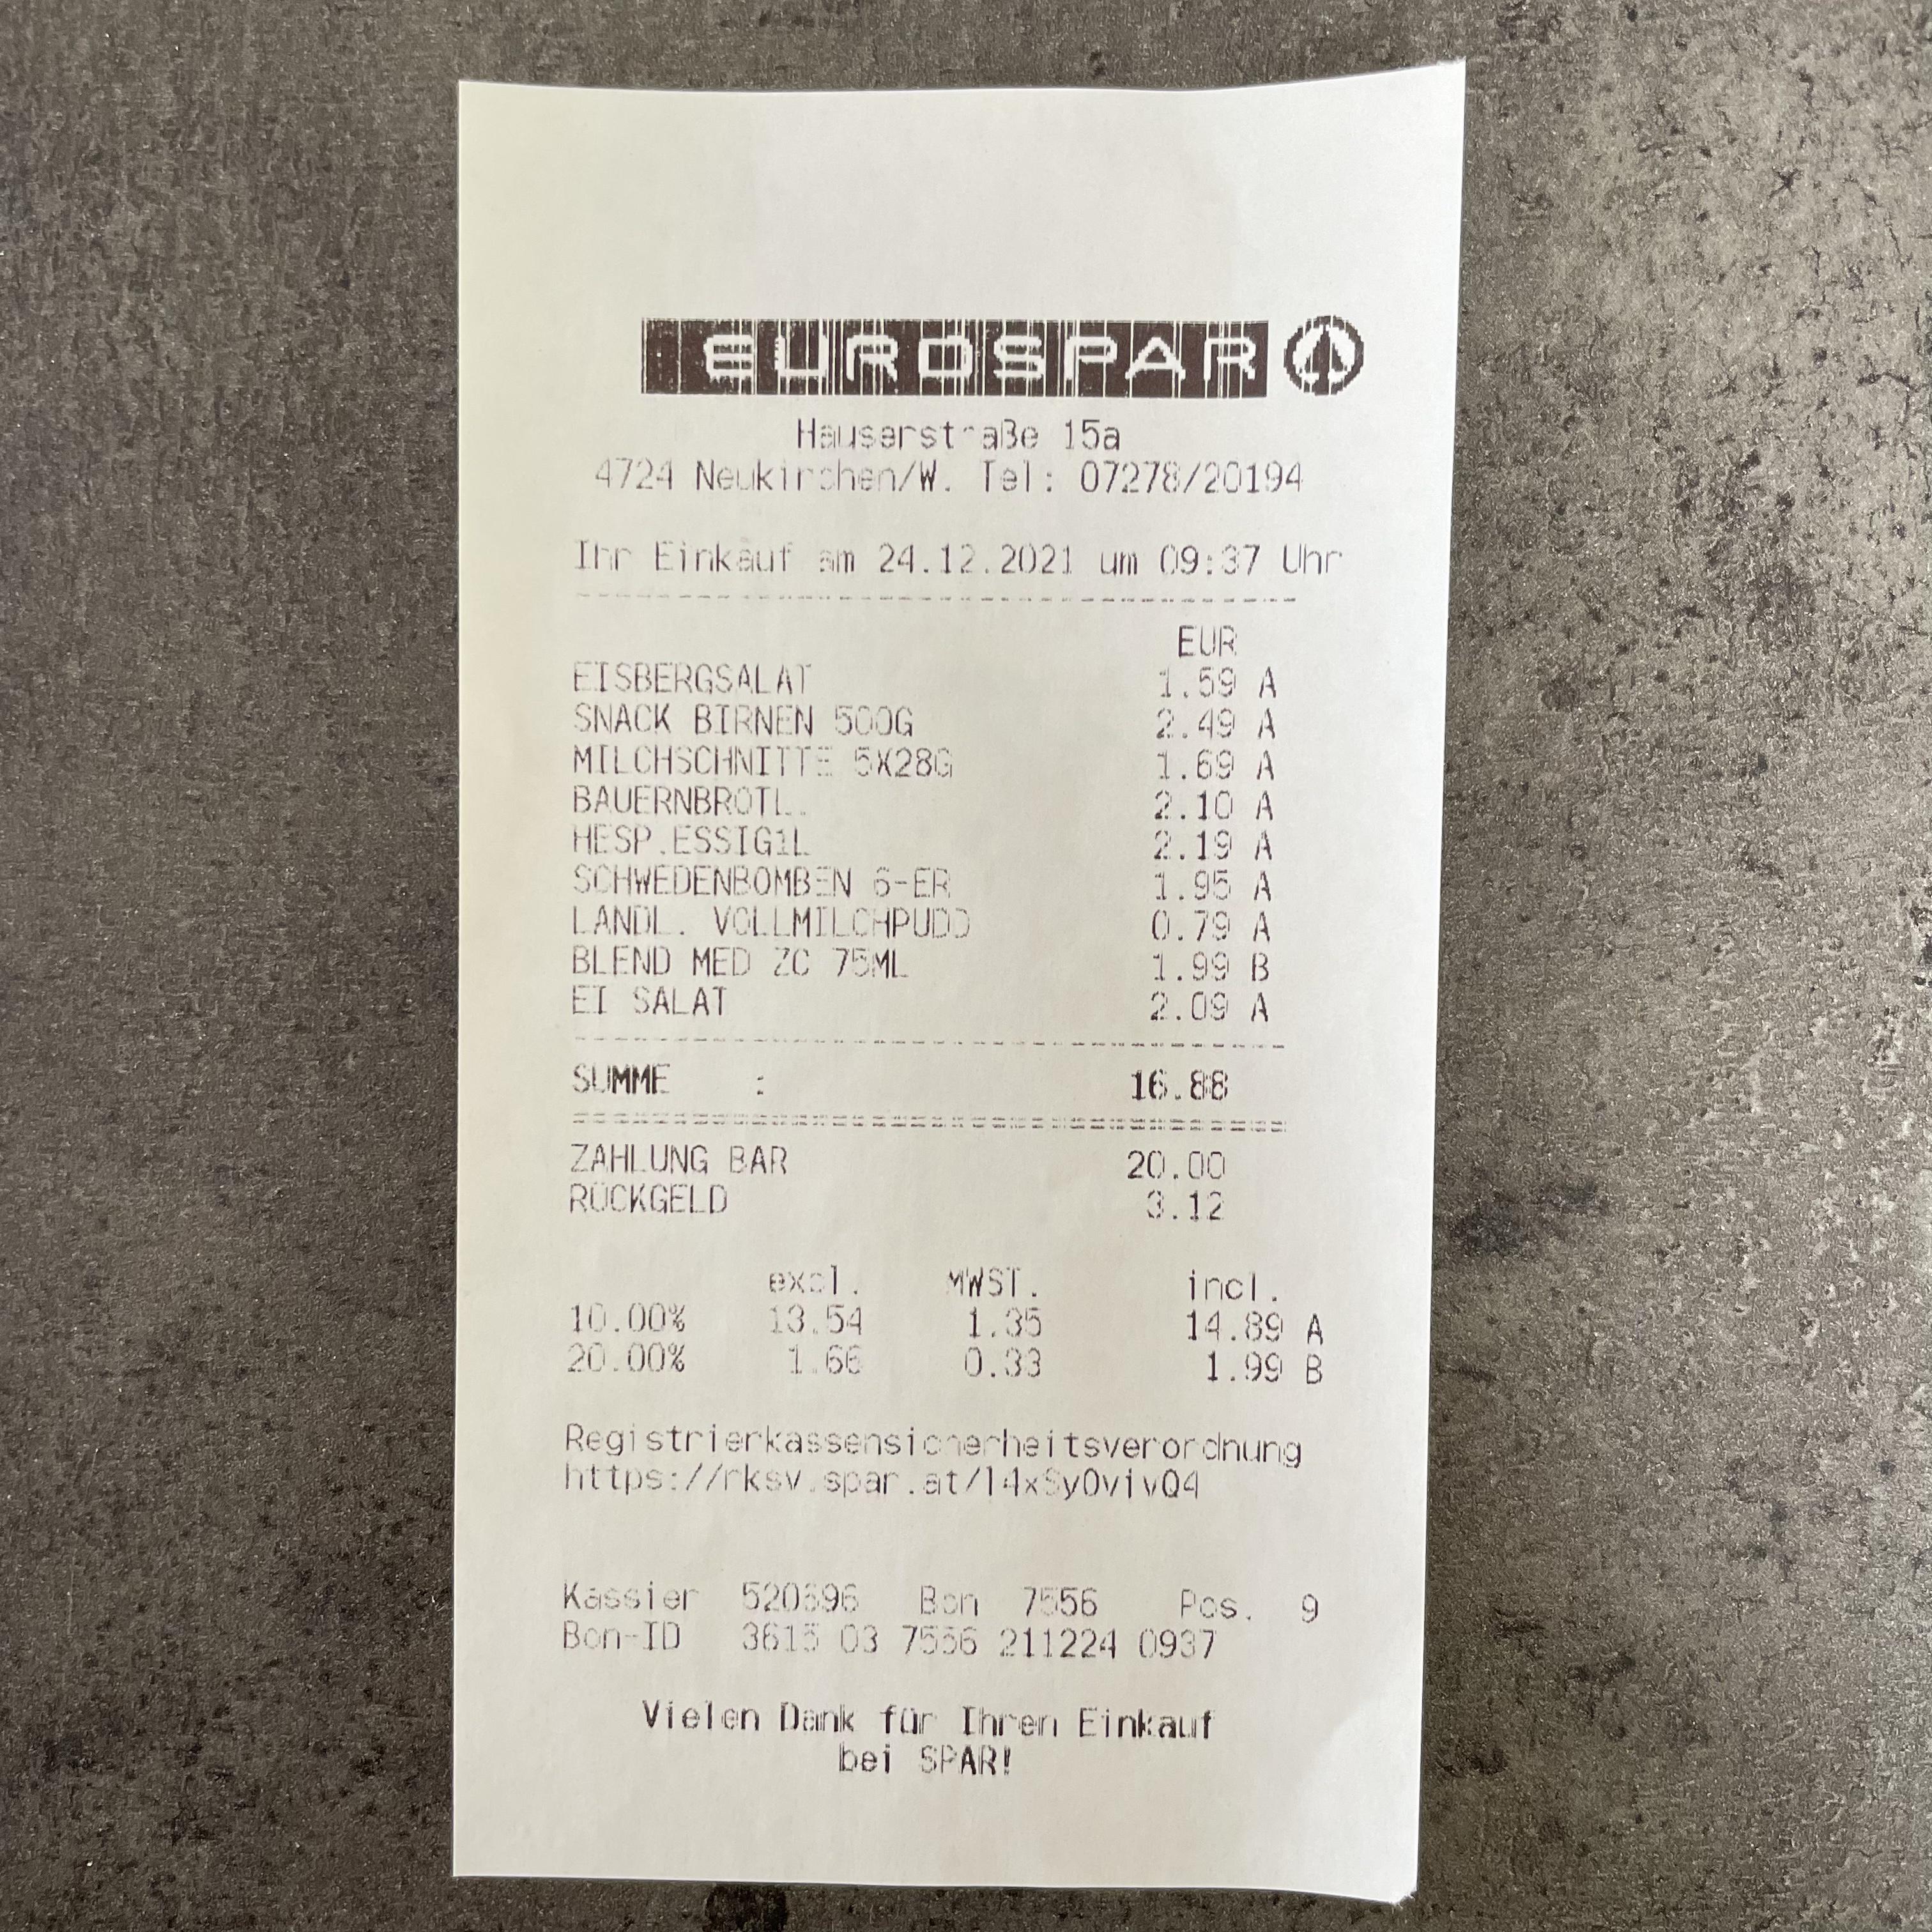 EUROSPAR
Hauserstraße 15a
4724 Neukirchen/W. Tel: 07278/20194
Ihr Einkauf am 24.12.2021 um 09:37 Uhr
EUR
EISBERGSALAT 1.59 A
SNACK BIRNEN 500G 2.49 A
MILCHSCHNITTE 5X28G 1.69 A
BAUERNBROTL. 2.10 A
HESP.ESSIG1L 2.19 A
SCHWEDENBOMBEN 6-ER 1.95 A
LANDL. VOLLMILCHPUDD 0.79 A
BLEND MED ZC 75ML 1.99 B
EI SALAT 2.09 A
SUMME : 16.88
ZAHLUNG BAR 20.00
RÜCKGELD 3.12
excl. MWST. incl.
10.00% 13.54 1.35 14.89 A
20.00% 1.66 0.33 1.99 B
Registrierkassensicherheitsverordnung
https://rksv.spar.at/l4xSyOvivQ4
Kassier 520396 Bon 7556 Pos. 9
Bon-ID 3615 03 7556 211224 0937
Vielen Dank für Ihren Einkauf
bei SPAR!